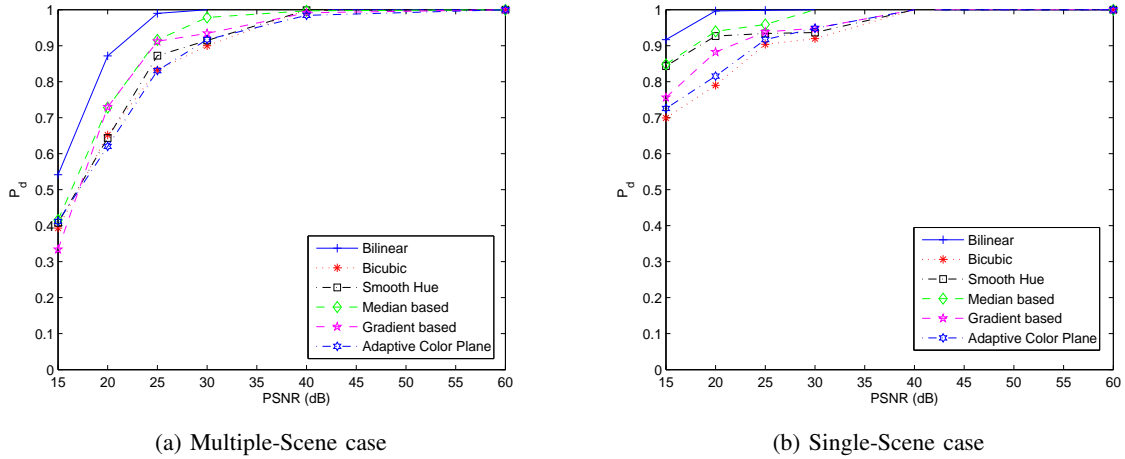 1
0.9
0.8
0.7
0.6
0.5
0.4
0.3
0.2
0.1
0
P_d
15 20 25 30 35 40 45 50 55 60
PSNR (dB)
Bilinear
Bicubic
Smooth Hue
Median based
Gradient based
Adaptive Color Plane
(a) Multiple-Scene case
1
0.9
0.8
0.7
0.6
0.5
0.4
0.3
0.2
0.1
0
P_d
15 20 25 30 35 40 45 50 55 60
PSNR (dB)
Bilinear
Bicubic
Smooth Hue
Median based
Gradient based
Adaptive Color Plane
(b) Single-Scene case